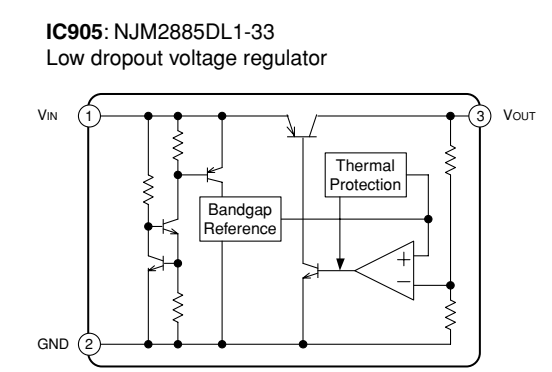 IC905: NJM2885DL1-33
Low dropout voltage regulator
VIN 1
3 VOUT
Thermal
Protection
Bandgap
Reference
+
−
GND 2